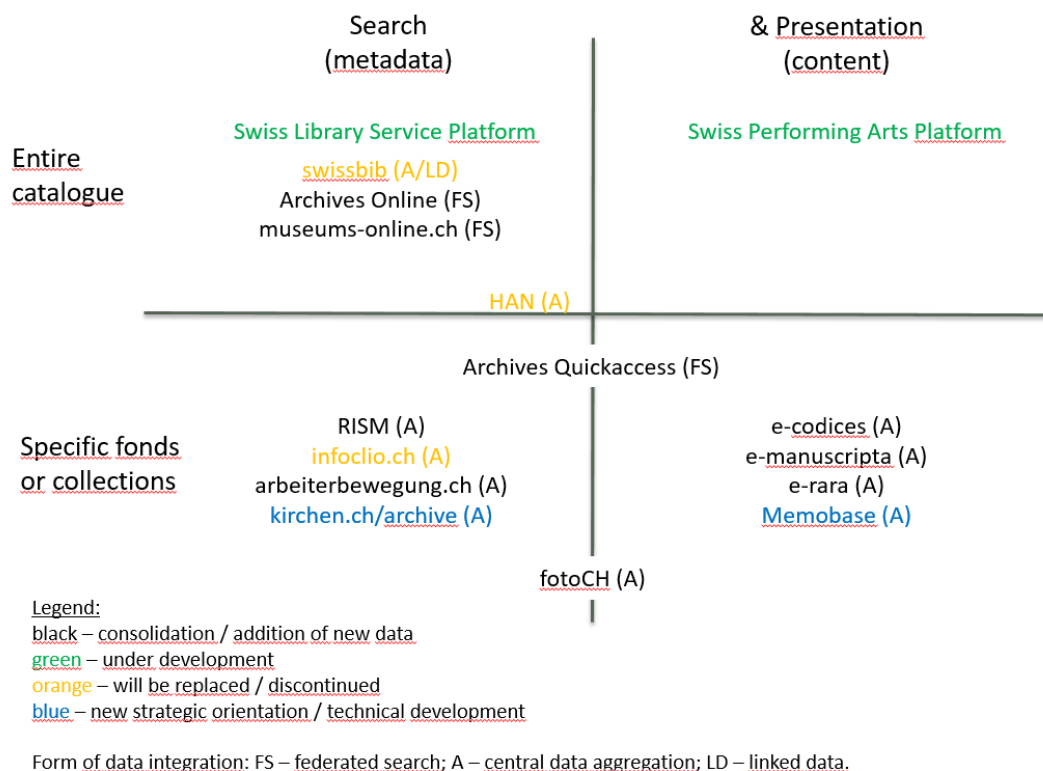 Search
(metadata)
& Presentation
(content)
Entire
catalogue
Swiss Library Service Platform
swissbib (A/LD)
Archives Online (FS)
museums-online.ch (FS)
Swiss Performing Arts Platform
HAN (A)
Archives Quickaccess (FS)
Specific fonds
or collections
RISM (A)
infoclio.ch (A)
arbeiterbewegung.ch (A)
kirchen.ch/archive (A)
e-codices (A)
e-manuscripta (A)
e-rara (A)
Memobase (A)
fotoCH (A)
Legend:
black – consolidation / addition of new data
green – under development
orange – will be replaced / discontinued
blue – new strategic orientation / technical development
Form of data integration: FS – federated search; A – central data aggregation; LD – linked data.